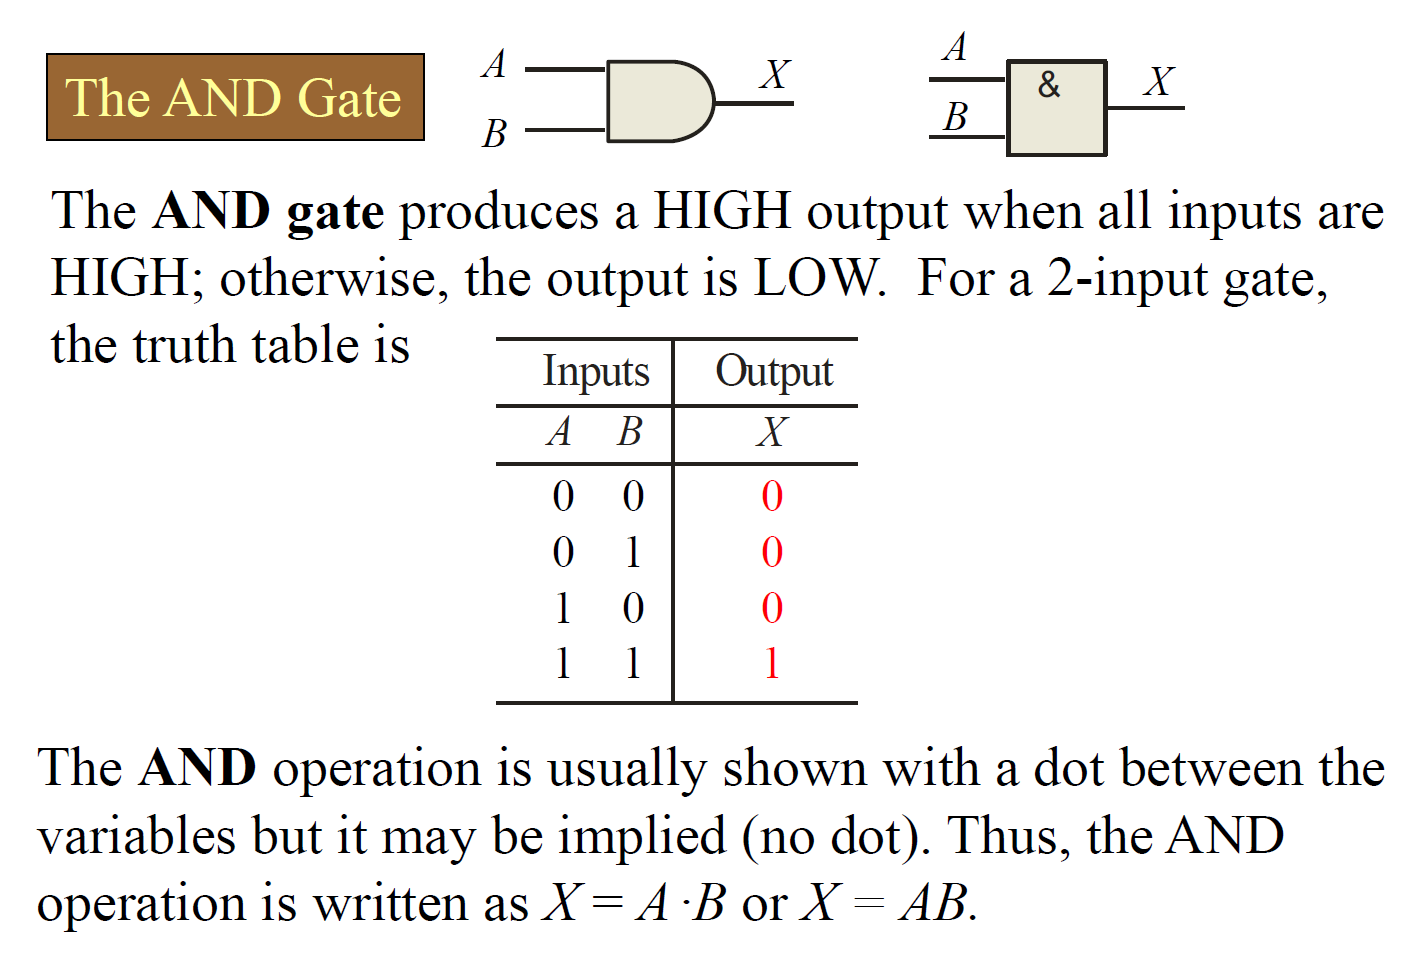 The AND Gate
A
B
X
A
B
&
X
The AND gate produces a HIGH output when all inputs are
HIGH; otherwise, the output is LOW. For a 2-input gate,
the truth table is
Inputs Output
A B X
0 0 0
0 1 0
1 0 0
1 1 1
The AND operation is usually shown with a dot between the
variables but it may be implied (no dot). Thus, the AND
operation is written as X = A ·B or X = AB.